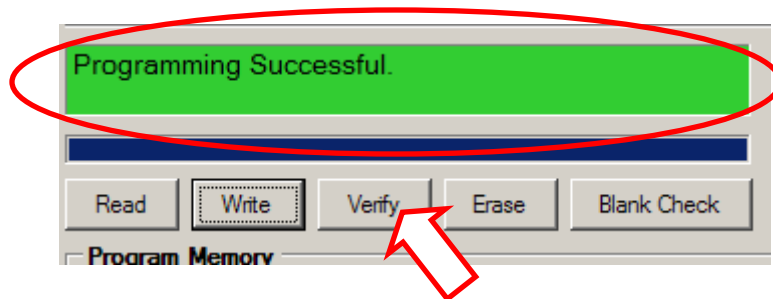 Programming Successful.
Read Write Verify Erase Blank Check
Program Memory